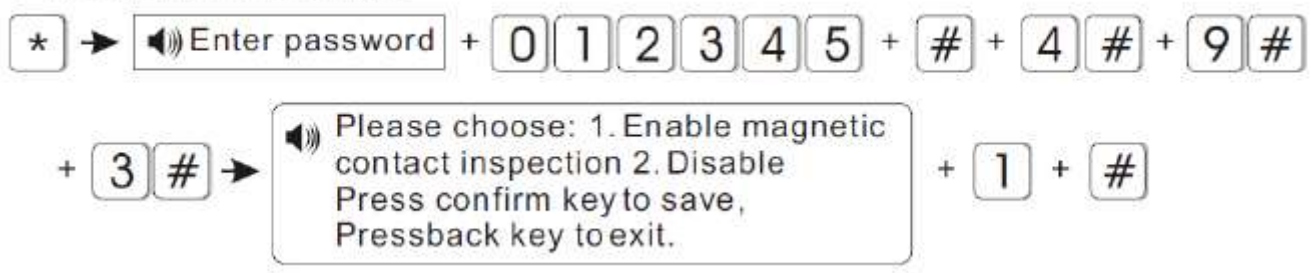 * → Enter password + 0 1 2 3 4 5 + # + 4 # + 9 #
+ 3 # → Please choose: 1. Enable magnetic
contact inspection 2. Disable + 1 + #
Press confirm key to save,
Pressback key to exit.